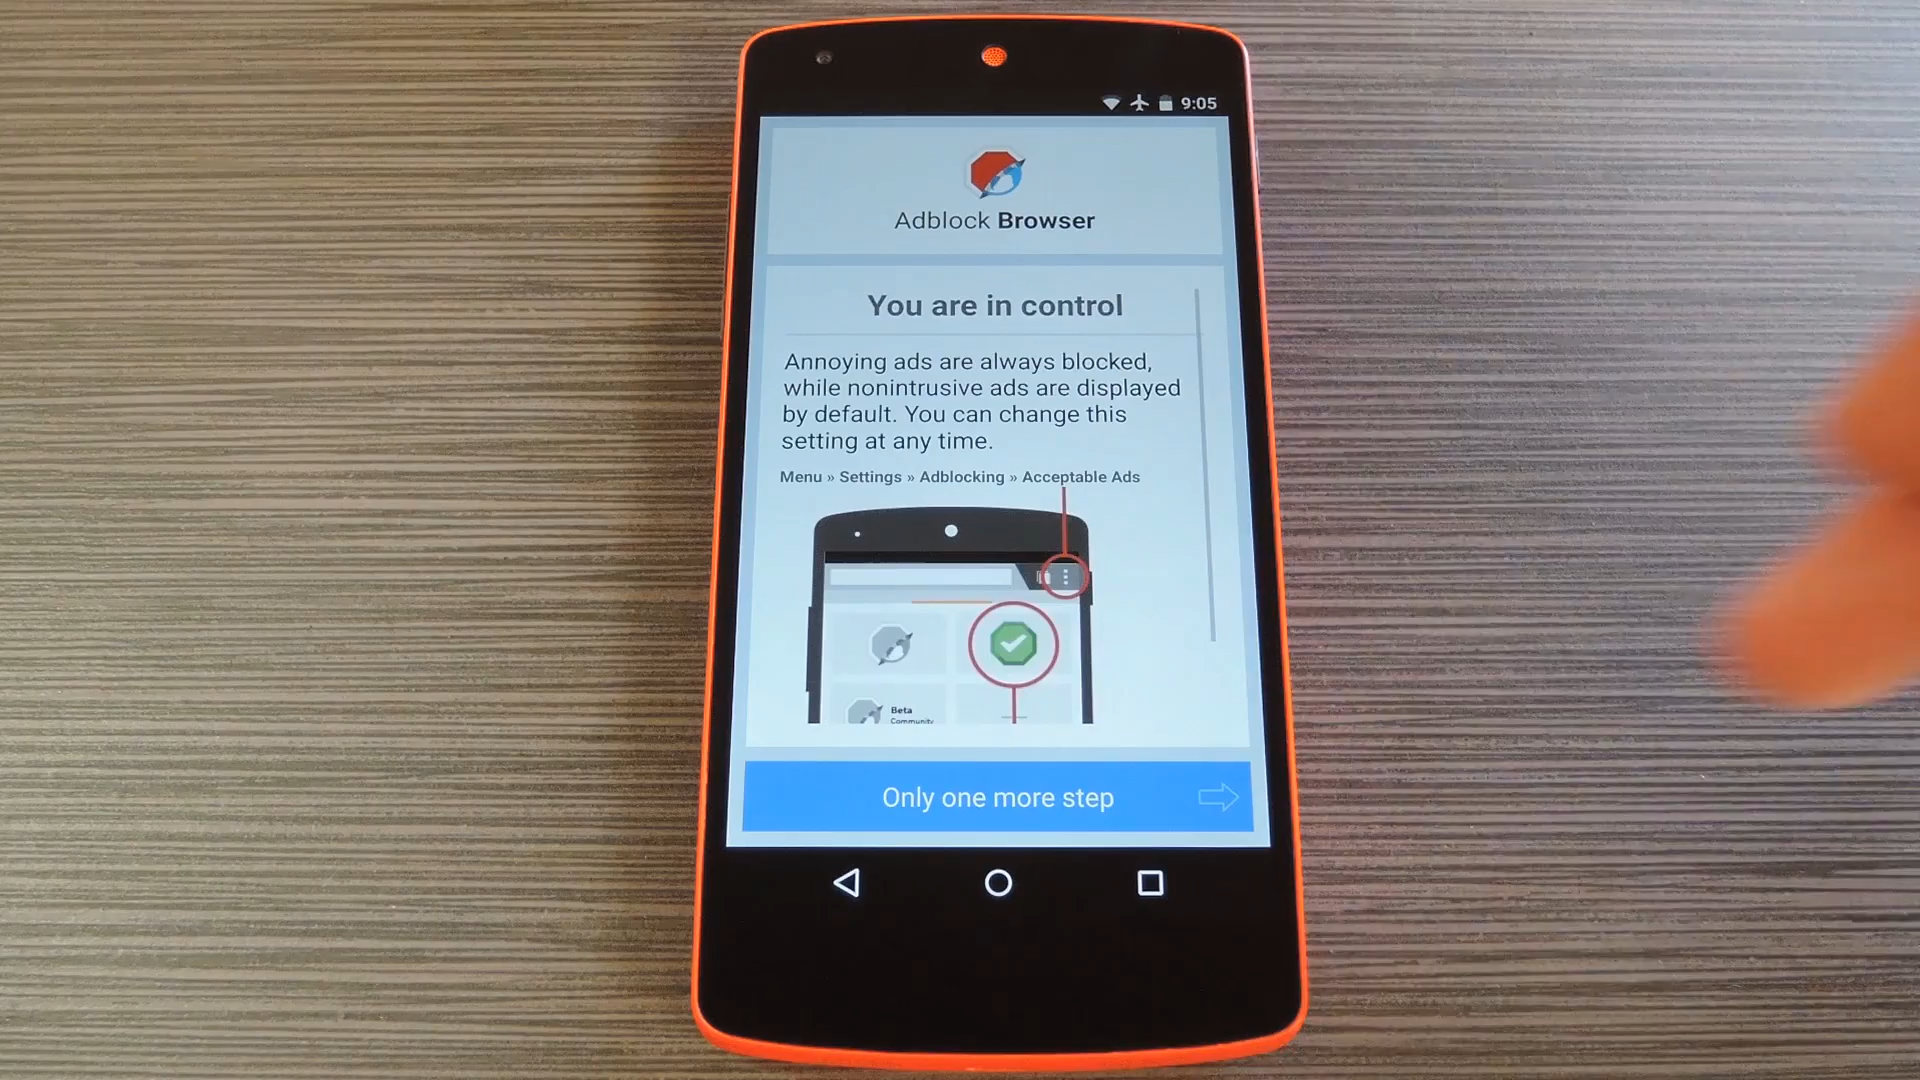 9:05
Adblock Browser
You are in control
Annoying ads are always blocked,
while nonintrusive ads are displayed
by default. You can change this
setting at any time.
Menu » Settings » Adblocking » Acceptable Ads
Beta
Community
Only one more step